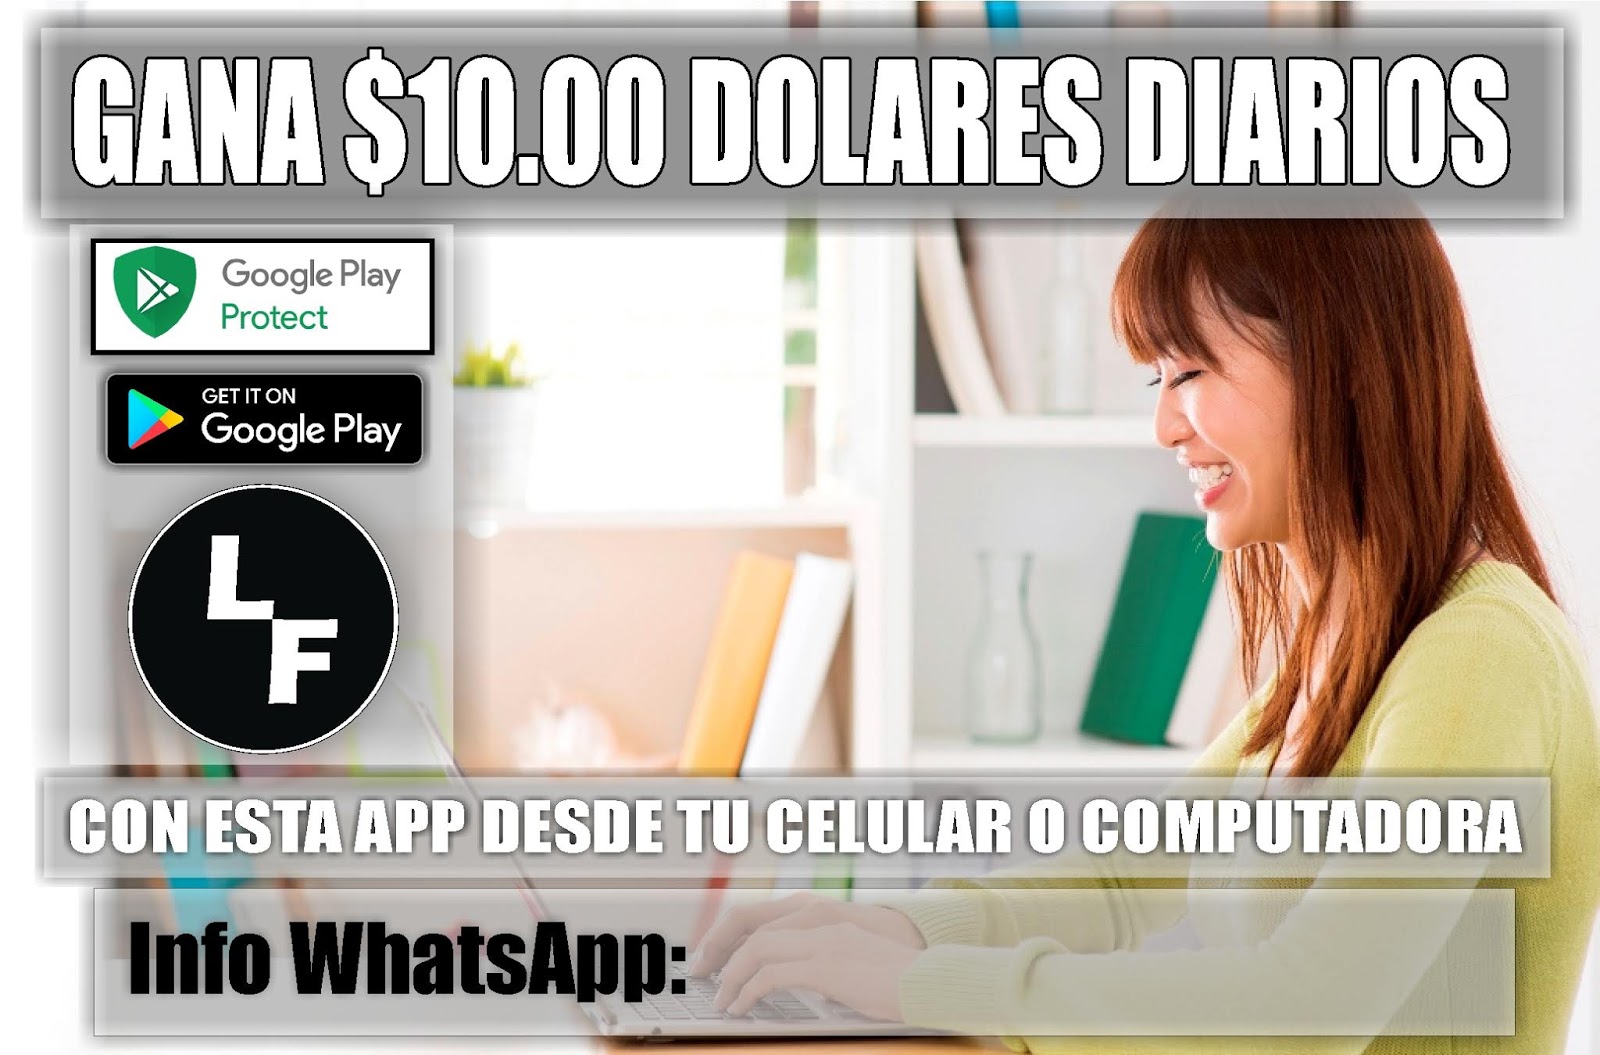 GANA $10.00 DOLARES DIARIOS
Google Play
Protect
GET IT ON
Google Play
L
F
CON ESTA APP DESDE TU CELULAR O COMPUTADORA
Info WhatsApp: